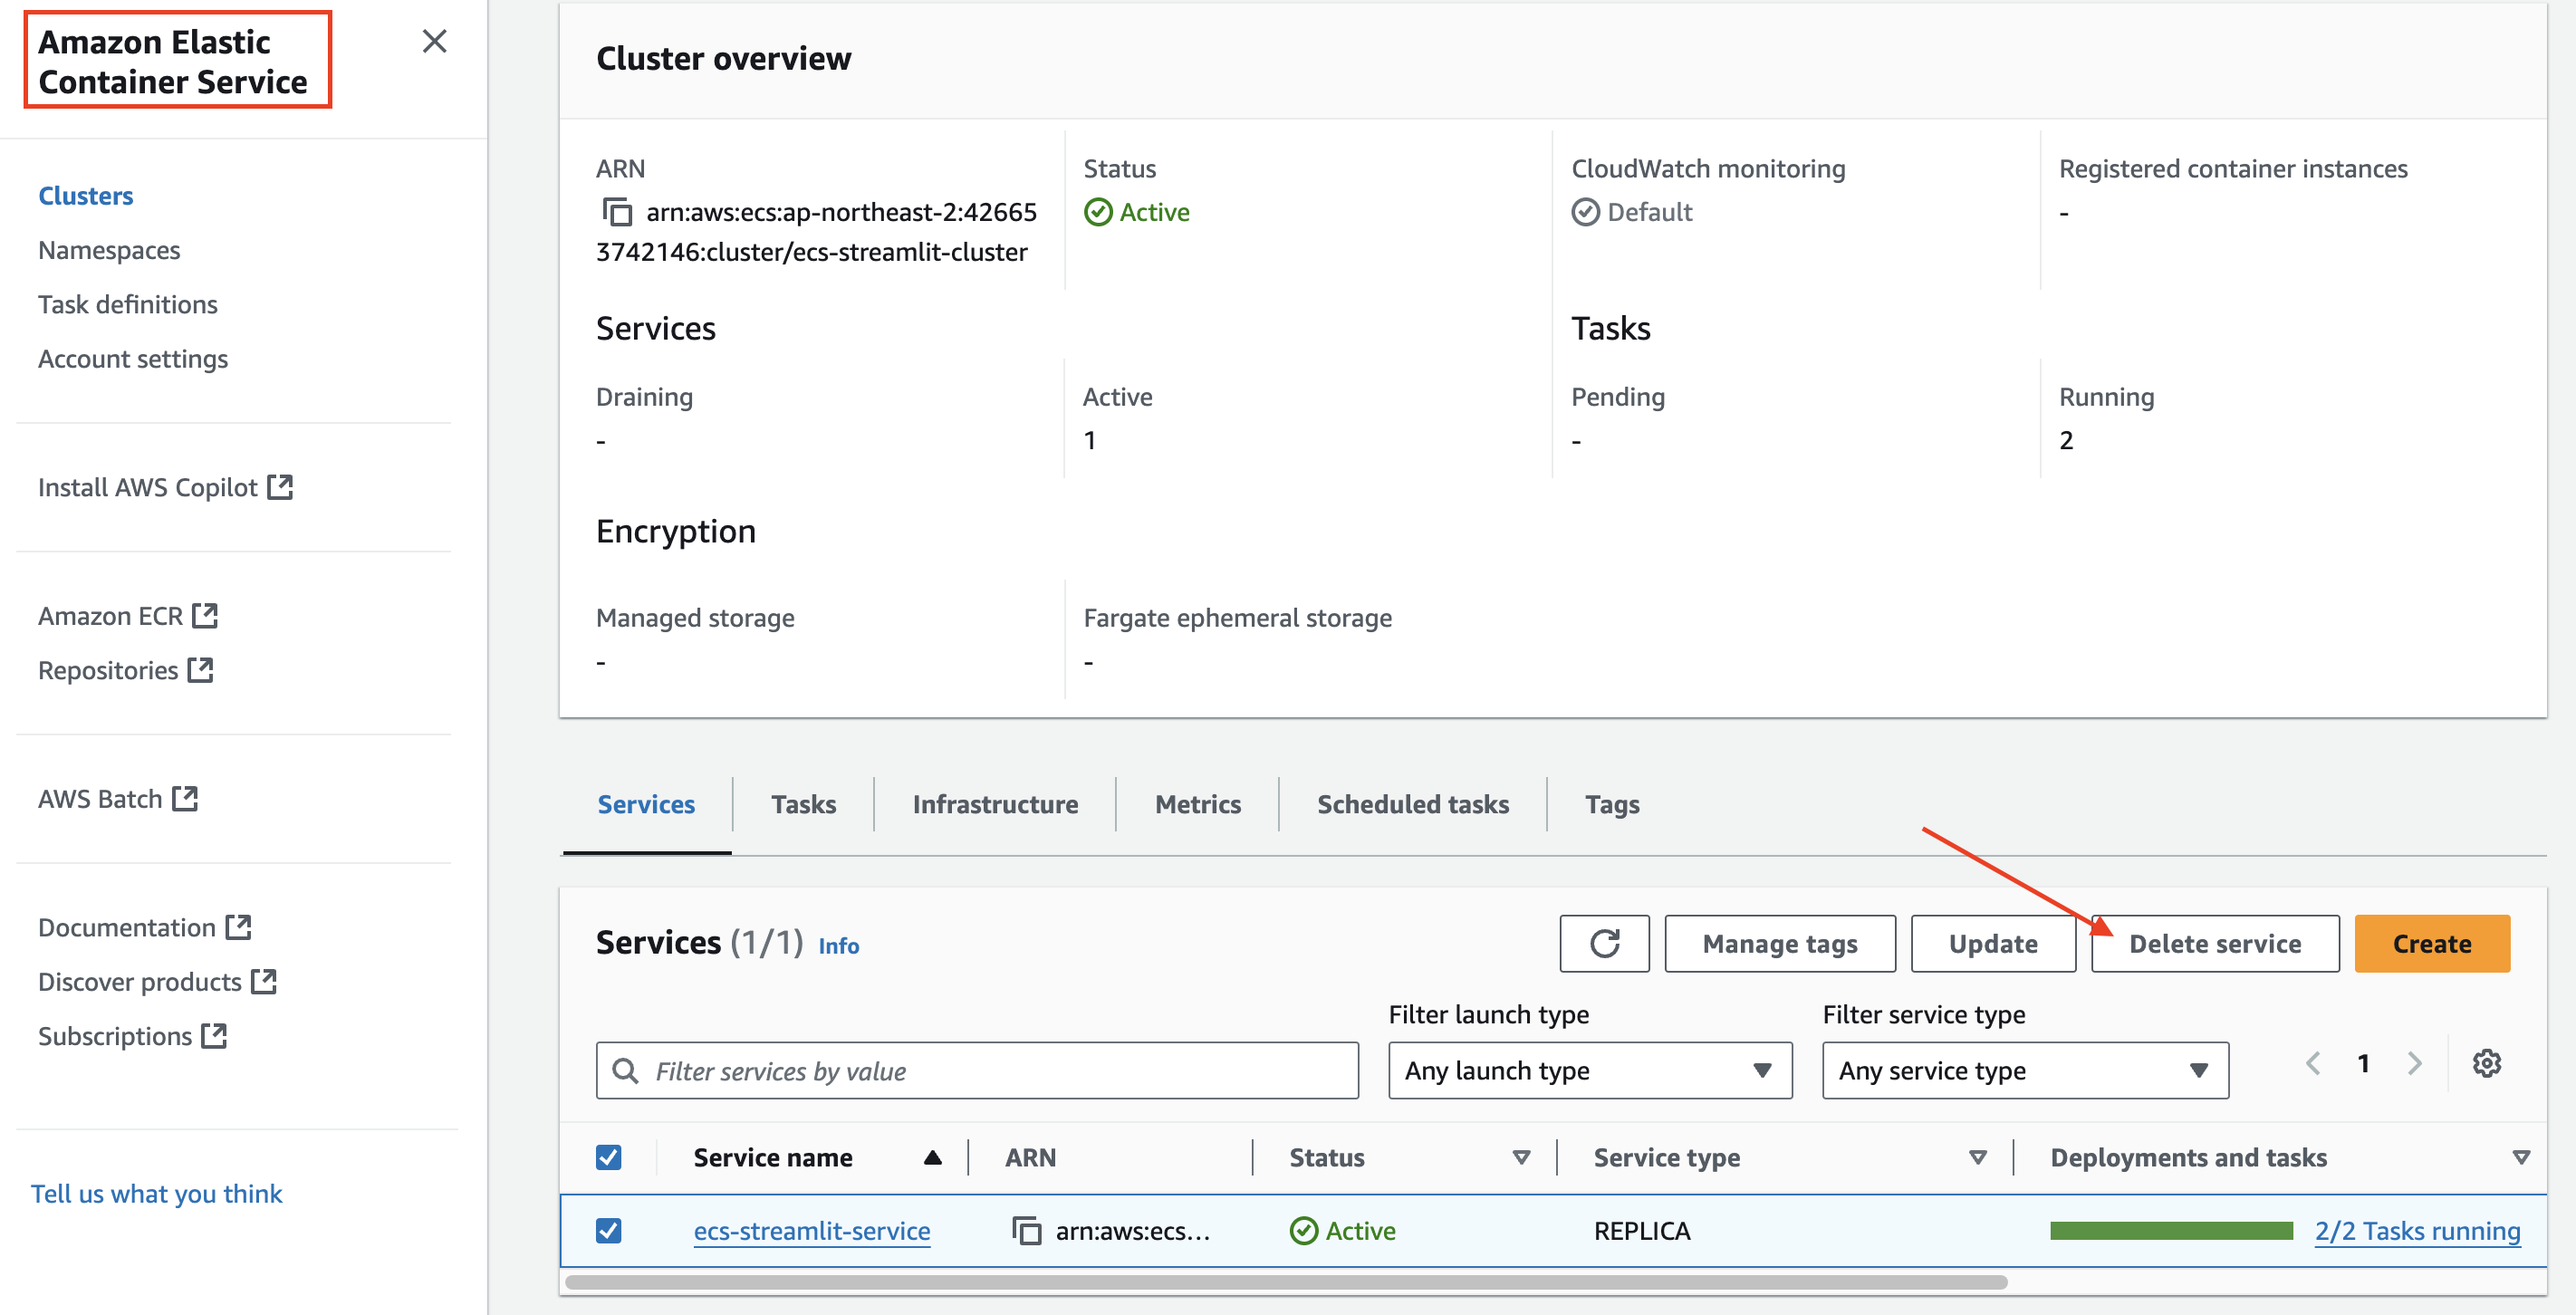 Amazon Elastic
Container Service
Clusters
Namespaces
Task definitions
Account settings
Install AWS Copilot
Amazon ECR
Repositories
AWS Batch
Documentation
Discover products
Subscriptions
Tell us what you think
Cluster overview
ARN
arn:aws:ecs:ap-northeast-2:42665
3742146:cluster/ecs-streamlit-cluster
Status
Active
CloudWatch monitoring
Default
Registered container instances
-
Services
Tasks
Draining
-
Active
1
Pending
-
Running
2
Encryption
Managed storage
-
Fargate ephemeral storage
-
Services Tasks Infrastructure Metrics Scheduled tasks Tags
Services (1/1) Info
Manage tags Update Delete service Create
Filter launch type
Filter service type
Filter services by value
Any launch type
Any service type
1
Service name ARN Status Service type Deployments and tasks
ecs-streamlit-service arn:aws:ecs... Active REPLICA 2/2 Tasks running